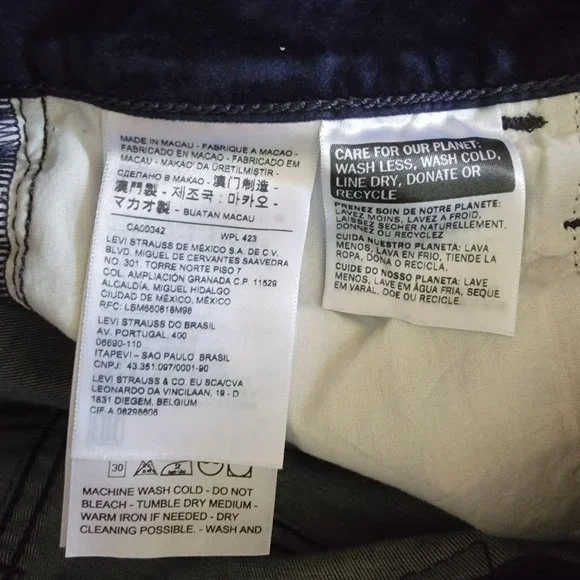 MADE IN MACAU - FABRIQUE A MACAO -
FABRICADO EN MACAO - FABRICADO EM
MACAU - MAKAO' DA ÜRETILMISTIR -
СДЕЛАНО В МАКАО - 澳门制造 -
澳門製 - 제조국 : 마카오 -
マカオ製 - BUATAN MACAU
CA00342 WPL 423
LEVI STRAUSS DE MÉXICO S.A. DE C.V.
BLVD. MIGUEL DE CERVANTES SAAVEDRA
NO. 301, TORRE NORTE PISO 7
COL. AMPLIACIÓN GRANADA C.P. 11529
ALCALDÍA, MIGUEL HIDALGO
CIUDAD DE MÉXICO, MÉXICO
RFC: LSM650618M98
LEVI STRAUSS DO BRASIL
AV. PORTUGAL, 400
06690-110
ITAPEVI - SAO PAULO BRASIL
CNPJ: 43.351.097/0001-90
LEVI STRAUSS & CO. EU SCA/CVA
LEONARDO DA VINCILAAN, 19 - D
1831 DIEGEM, BELGIUM
CIF A 08298806
30
MACHINE WASH COLD - DO NOT
BLEACH - TUMBLE DRY MEDIUM -
WARM IRON IF NEEDED - DRY
CLEANING POSSIBLE. - WASH AND
CARE FOR OUR PLANET:
WASH LESS, WASH COLD,
LINE DRY, DONATE OR
RECYCLE
PRENEZ SOIN DE NOTRE PLANETE:
LAVEZ MOINS, LAVEZ A FROID,
LAISSEZ SECHER NATURELLEMENT,
DONNEZ OU RECYCLEZ
CUIDA NUESTRO PLANETA: LAVA
MENOS, LAVA EN FRIO, TIENDE LA
ROPA, DONA O RECICLA.
CUIDE DO NOSSO PLANETA: LAVE
MENOS, LAVE EM ÁGUA FRIA, SEQUE
EM VARAL, DOE OU RECICLE.